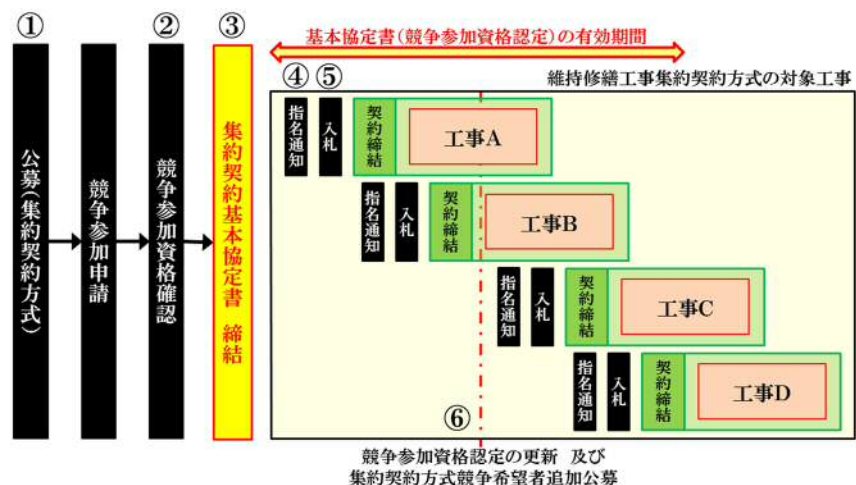 ①
②
③
基本協定書(競争参加資格認定)の有効期間
④
⑤
維持修繕工事集約契約方式の対象工事
公募(集約契約方式)
競争参加申請
競争参加資格確認
集約契約基本協定書 締結
指名通知
入札
契約締結
工事A
指名通知
入札
契約締結
工事B
指名通知
入札
契約締結
工事C
指名通知
入札
契約締結
工事D
⑥
競争参加資格認定の更新 及び
集約契約方式競争希望者追加公募